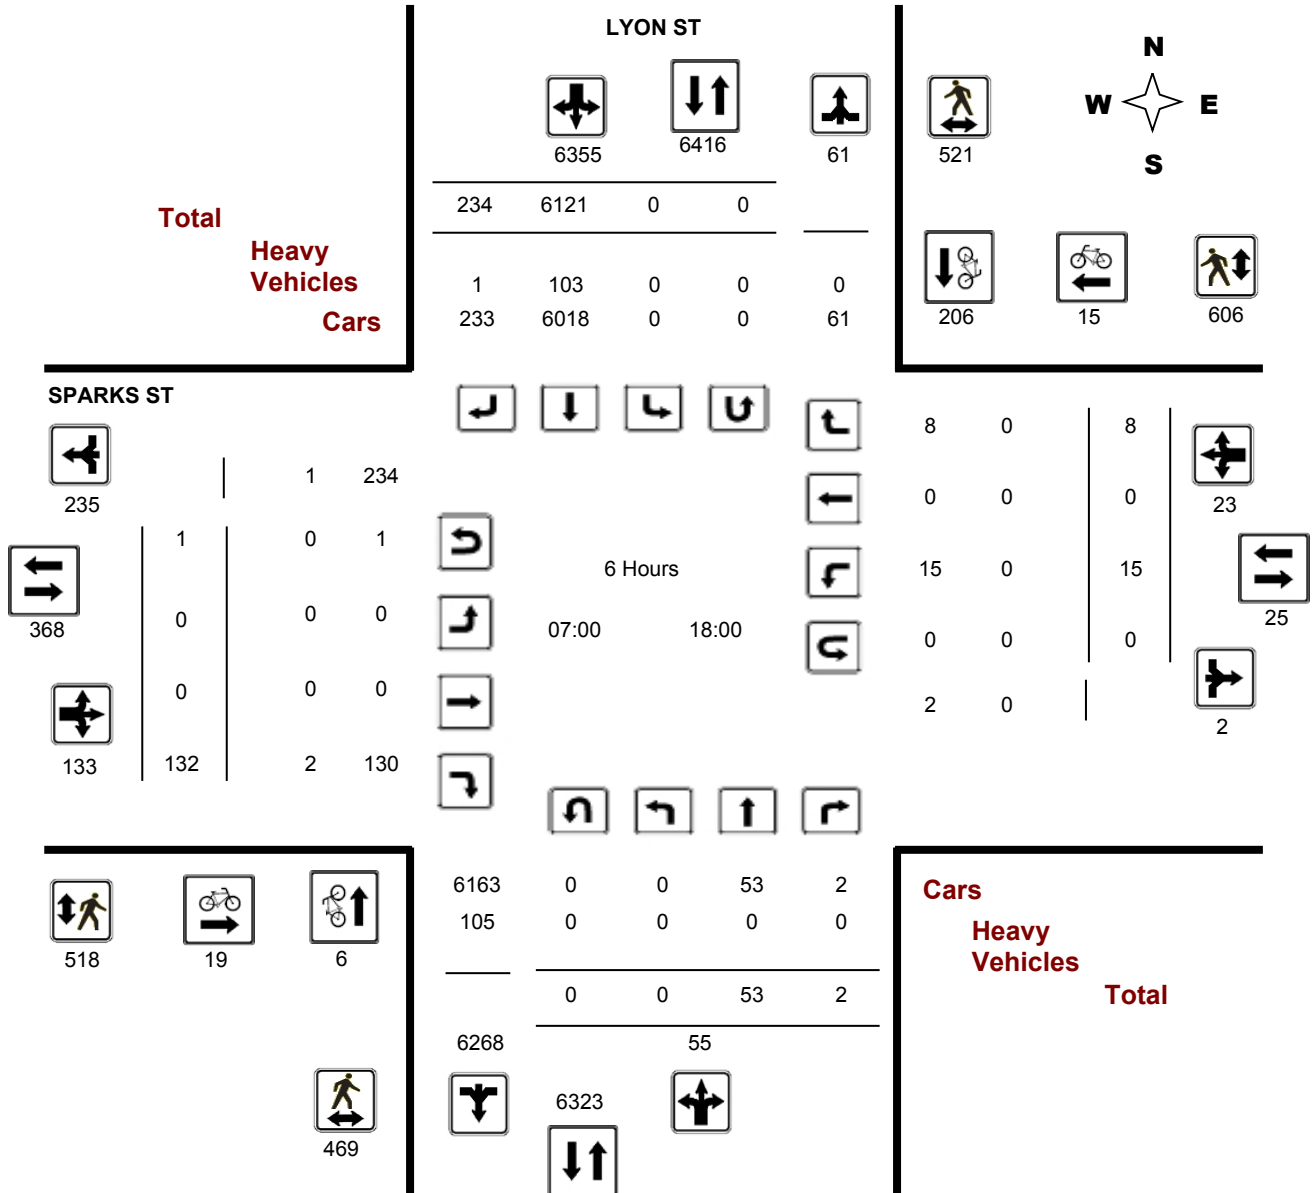 LYON ST
N
W E
S
6355 6416 61 521
234 6121 0 0
Total
Heavy
Vehicles
1 103 0 0 0
Cars
233 6018 0 0 61
206 15 606
SPARKS ST
8 0 8
1 234
235
0 0 0 23
1 0 1
6 Hours
15 0 15
0 0 0
368
07:00 18:00
25
0 0 0
0 0 0
2 0
2
133 132 2 130
6163 0 0 53 2
Cars
105 0 0 0 0
Heavy
Vehicles
518 19 6
0 0 53 2
Total
6268 55
6323
469